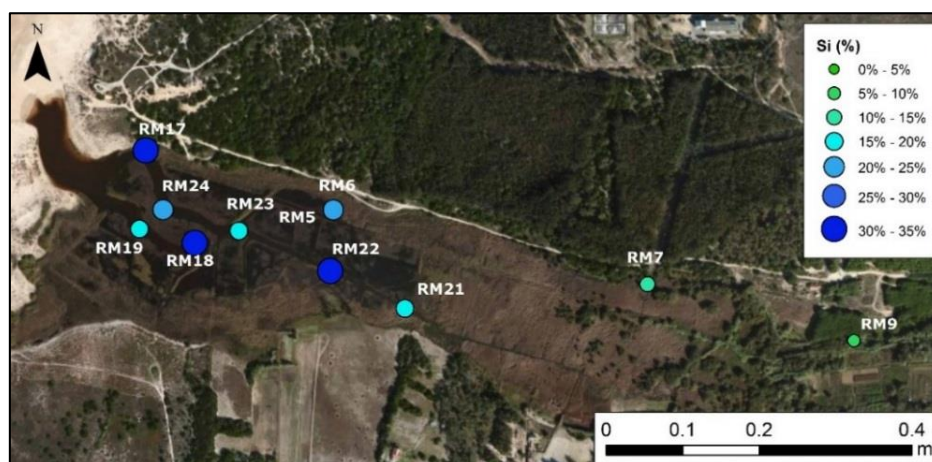 N
Si (%)
0% - 5%
5% - 10%
10% - 15%
15% - 20%
20% - 25%
25% - 30%
30% - 35%
RM17
RM24
RM6
RM23
RM5
RM19
RM18
RM22
RM7
RM21
RM9
0 0.1 0.2 0.4
m